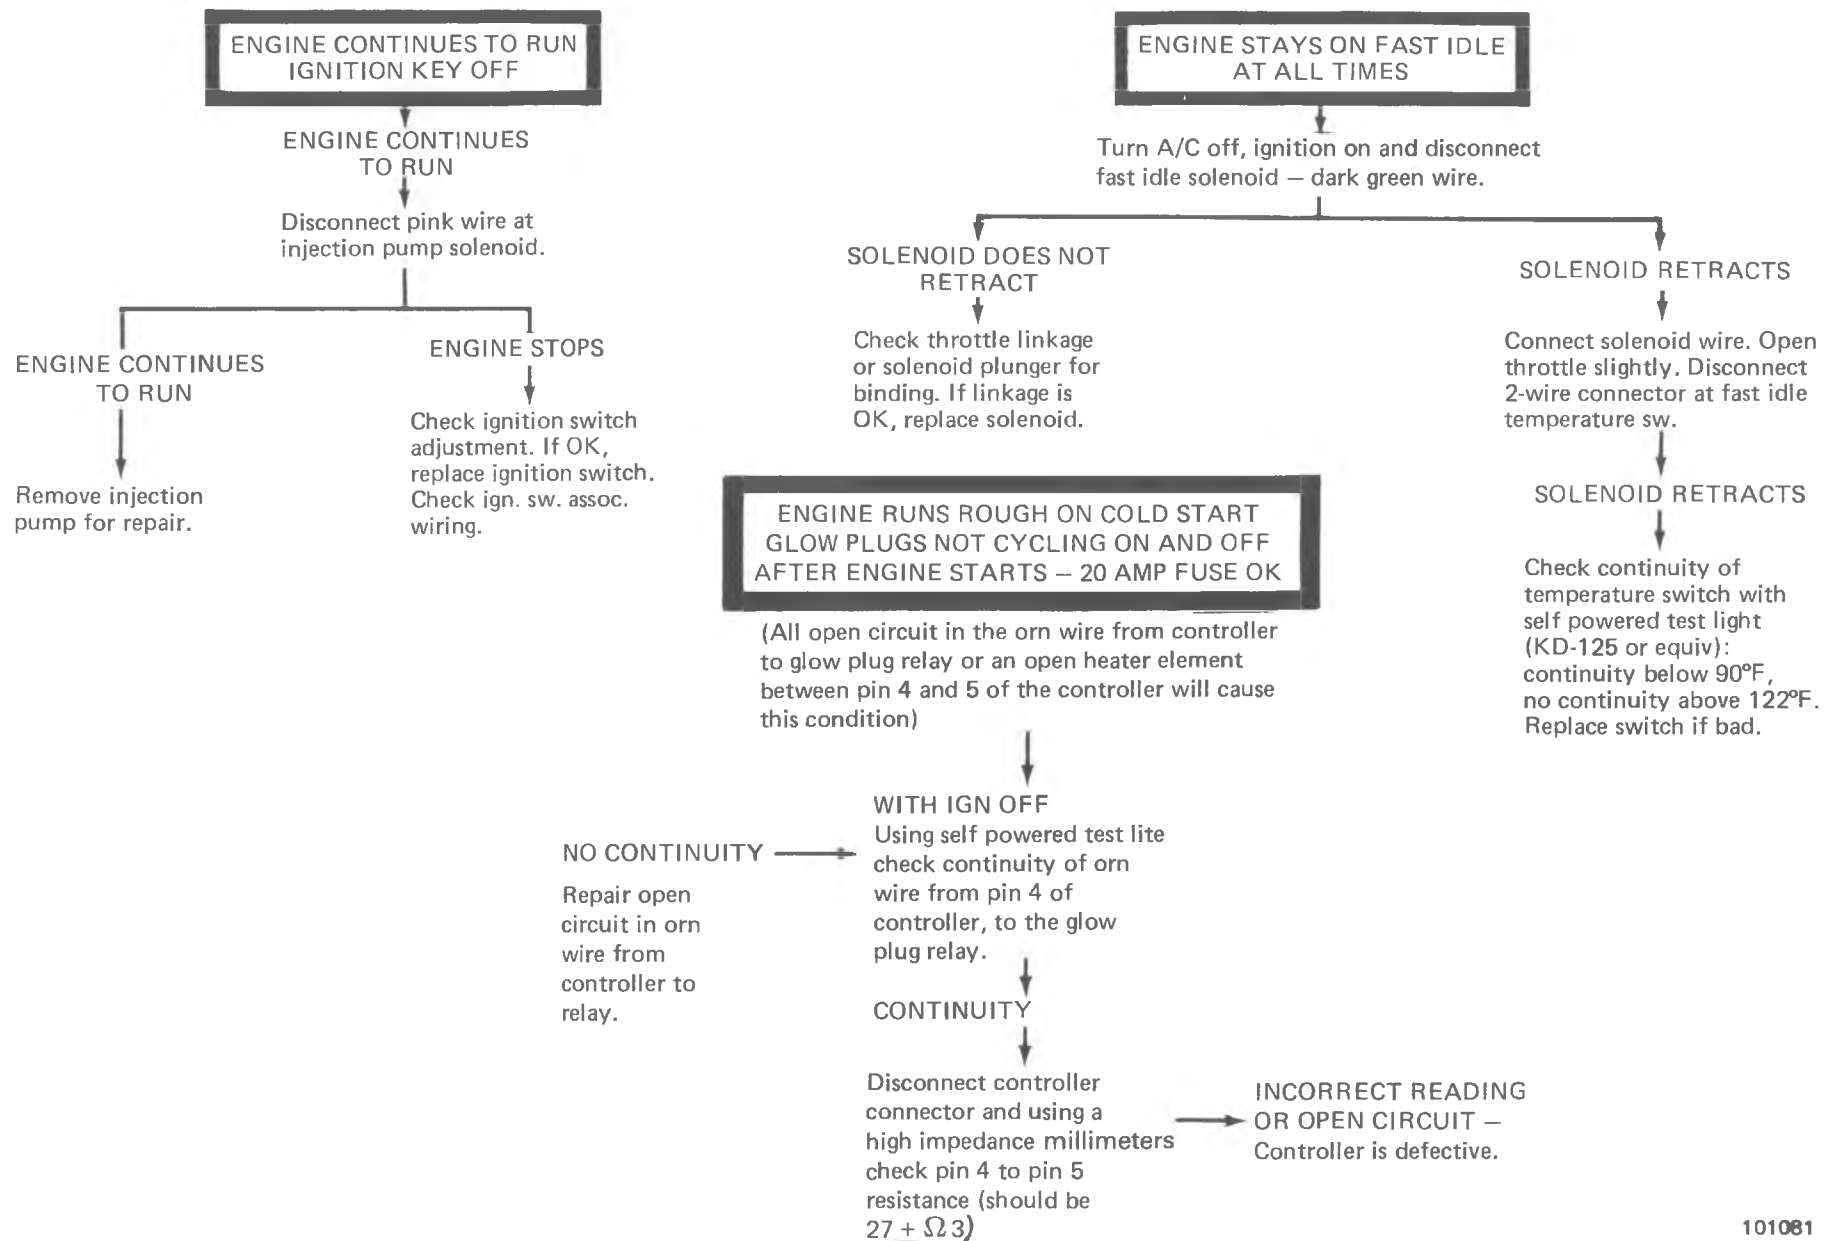 ENGINE CONTINUES TO RUN
IGNITION KEY OFF
ENGINE CONTINUES
TO RUN
Disconnect pink wire at
injection pump solenoid.
ENGINE CONTINUES
TO RUN
Remove injection
pump for repair.
ENGINE STOPS
Check ignition switch
adjustment. If OK,
replace ignition switch.
Check ign. sw. assoc.
wiring.
ENGINE STAYS ON FAST IDLE
AT ALL TIMES
Turn A/C off, ignition on and disconnect
fast idle solenoid — dark green wire.
SOLENOID DOES NOT
RETRACT
Check throttle linkage
or solenoid plunger for
binding. If linkage is
OK, replace solenoid.
SOLENOID RETRACTS
Connect solenoid wire. Open
throttle slightly. Disconnect
2-wire connector at fast idle
temperature sw.
SOLENOID RETRACTS
Check continuity of
temperature switch with
self powered test light
(KD-125 or equiv):
continuity below 90°F,
no continuity above 122°F.
Replace switch if bad.
ENGINE RUNS ROUGH ON COLD START
GLOW PLUGS NOT CYCLING ON AND OFF
AFTER ENGINE STARTS — 20 AMP FUSE OK
(All open circuit in the orn wire from controller
to glow plug relay or an open heater element
between pin 4 and 5 of the controller will cause
this condition)
WITH IGN OFF
Using self powered test lite
check continuity of orn
wire from pin 4 of
controller, to the glow
plug relay.
NO CONTINUITY
Repair open
circuit in orn
wire from
controller to
relay.
CONTINUITY
Disconnect controller
connector and using a
high impedance millimeters
check pin 4 to pin 5
resistance (should be
27 ± Ω 3)
INCORRECT READING
OR OPEN CIRCUIT —
Controller is defective.
101081